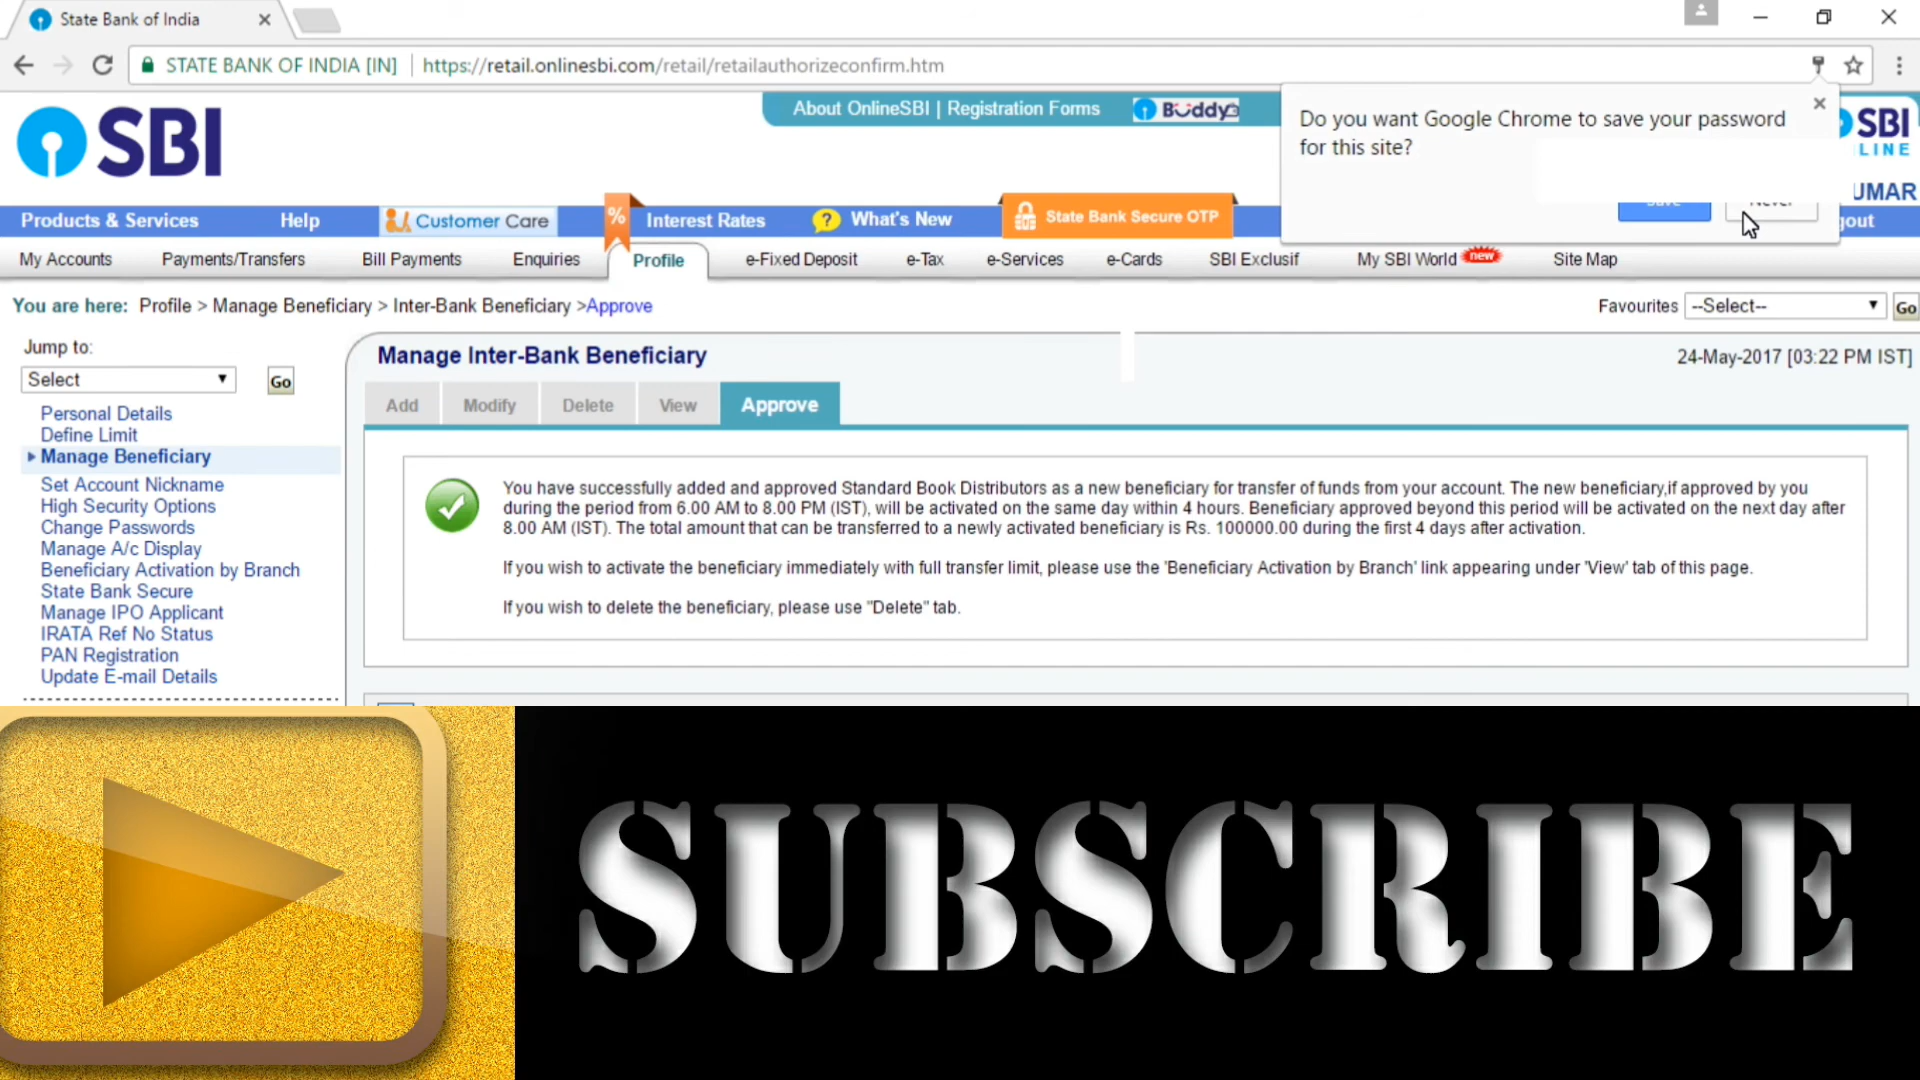 State Bank of India
STATE BANK OF INDIA [IN] https://retail.onlinesbi.com/retail/retailauthorizeconfirm.htm
SBI
About OnlineSBI | Registration Forms Buddy
Do you want Google Chrome to save your password
for this site?
Save Never
SBI
LINE
UMAR
Products & Services Help Customer Care % Interest Rates ? What's New State Bank Secure OTP gout
My Accounts Payments/Transfers Bill Payments Enquiries Profile e-Fixed Deposit e-Tax e-Services e-Cards SBI Exclusif My SBI World new Site Map
You are here: Profile > Manage Beneficiary > Inter-Bank Beneficiary >Approve
Favourites --Select-- Go
Jump to:
Select Go
Personal Details
Define Limit
Manage Beneficiary
Set Account Nickname
High Security Options
Change Passwords
Manage A/c Display
Beneficiary Activation by Branch
State Bank Secure
Manage IPO Applicant
IRATA Ref No Status
PAN Registration
Update E-mail Details
Manage Inter-Bank Beneficiary
24-May-2017 [03:22 PM IST]
Add Modify Delete View Approve
You have successfully added and approved Standard Book Distributors as a new beneficiary for transfer of funds from your account. The new beneficiary,if approved by you
during the period from 6.00 AM to 8.00 PM (IST), will be activated on the same day within 4 hours. Beneficiary approved beyond this period will be activated on the next day after
8.00 AM (IST). The total amount that can be transferred to a newly activated beneficiary is Rs. 100000.00 during the first 4 days after activation.
If you wish to activate the beneficiary immediately with full transfer limit, please use the 'Beneficiary Activation by Branch' link appearing under 'View' tab of this page.
If you wish to delete the beneficiary, please use "Delete" tab.
SUBSCRIBE